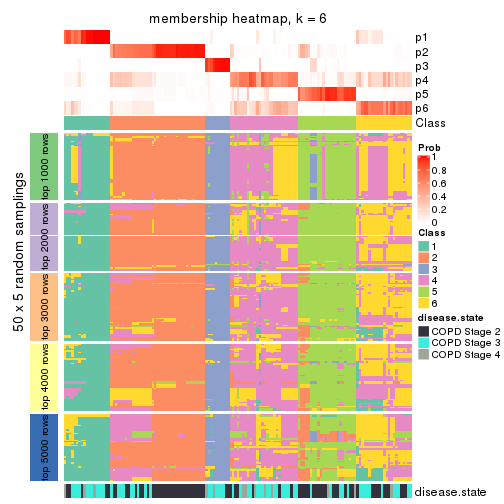 membership heatmap, k = 6
p1
p2
p3
p4
p5
p6
Class
50 x 5 random samplings
top 1000 rows
top 2000 rows
top 3000 rows
top 4000 rows
top 5000 rows
Prob
1
0.8
0.6
0.4
0.2
0
Class
1
2
3
4
5
6
disease.state
COPD Stage 2
COPD Stage 3
COPD Stage 4
disease.state